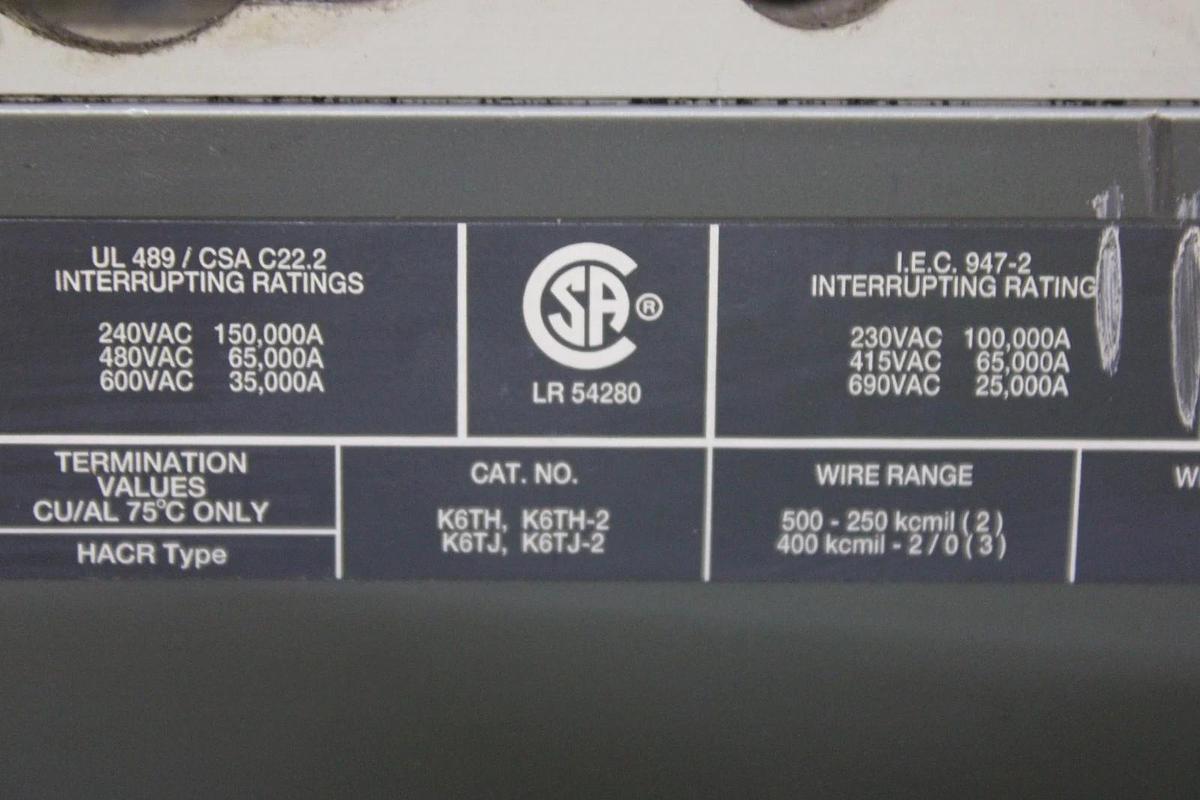 UL 489 / CSA C22.2
INTERRUPTING RATINGS
240VAC 150,000A
480VAC 65,000A
600VAC 35,000A
CSA ®
LR 54280
I.E.C. 947-2
INTERRUPTING RATING
230VAC 100,000A
415VAC 65,000A
690VAC 25,000A
TERMINATION
VALUES
CU/AL 75°C ONLY
HACR Type
CAT. NO.
K6TH, K6TH-2
K6TJ, K6TJ-2
WIRE RANGE
500 - 250 kcmil ( 2 )
400 kcmil - 2 / 0 ( 3 )